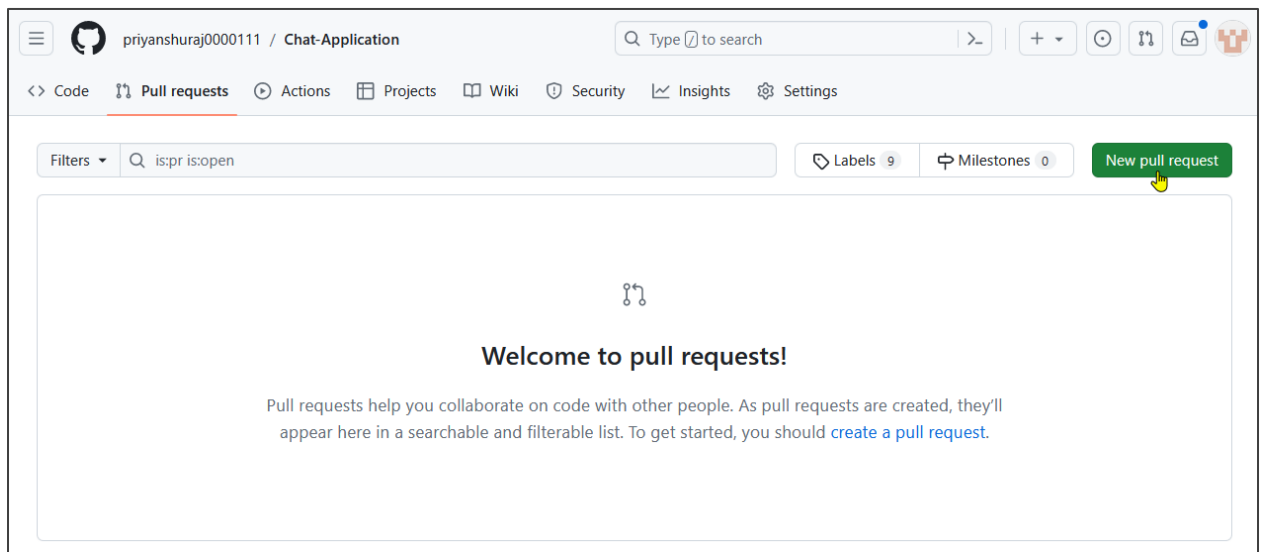 priyanshuraj0000111 / Chat-Application
Type / to search
Code Pull requests Actions Projects Wiki Security Insights Settings
Filters is:pr is:open Labels 9 Milestones 0 New pull request
Welcome to pull requests!
Pull requests help you collaborate on code with other people. As pull requests are created, they’ll
appear here in a searchable and filterable list. To get started, you should create a pull request.